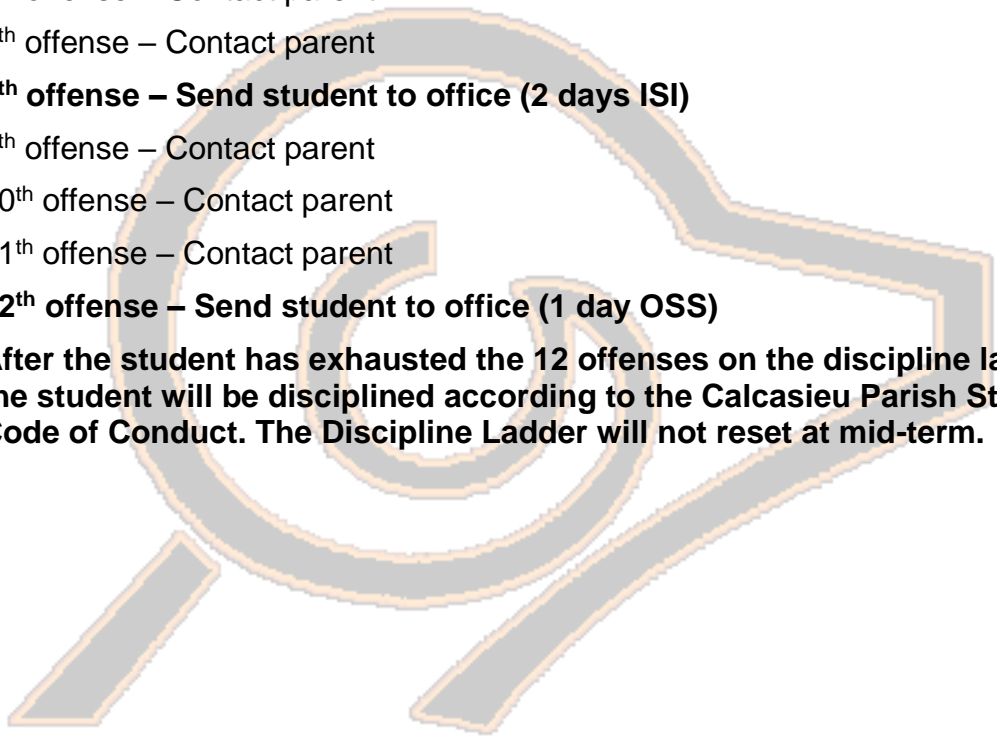 th offense – Contact parent
th offense – Send student to office (2 days ISI)
th offense – Contact parent
0th offense – Contact parent
1th offense – Contact parent
2th offense – Send student to office (1 day OSS)
After the student has exhausted the 12 offenses on the discipline
he student will be disciplined according to the Calcasieu Parish
Code of Conduct. The Discipline Ladder will not reset at mid-term.